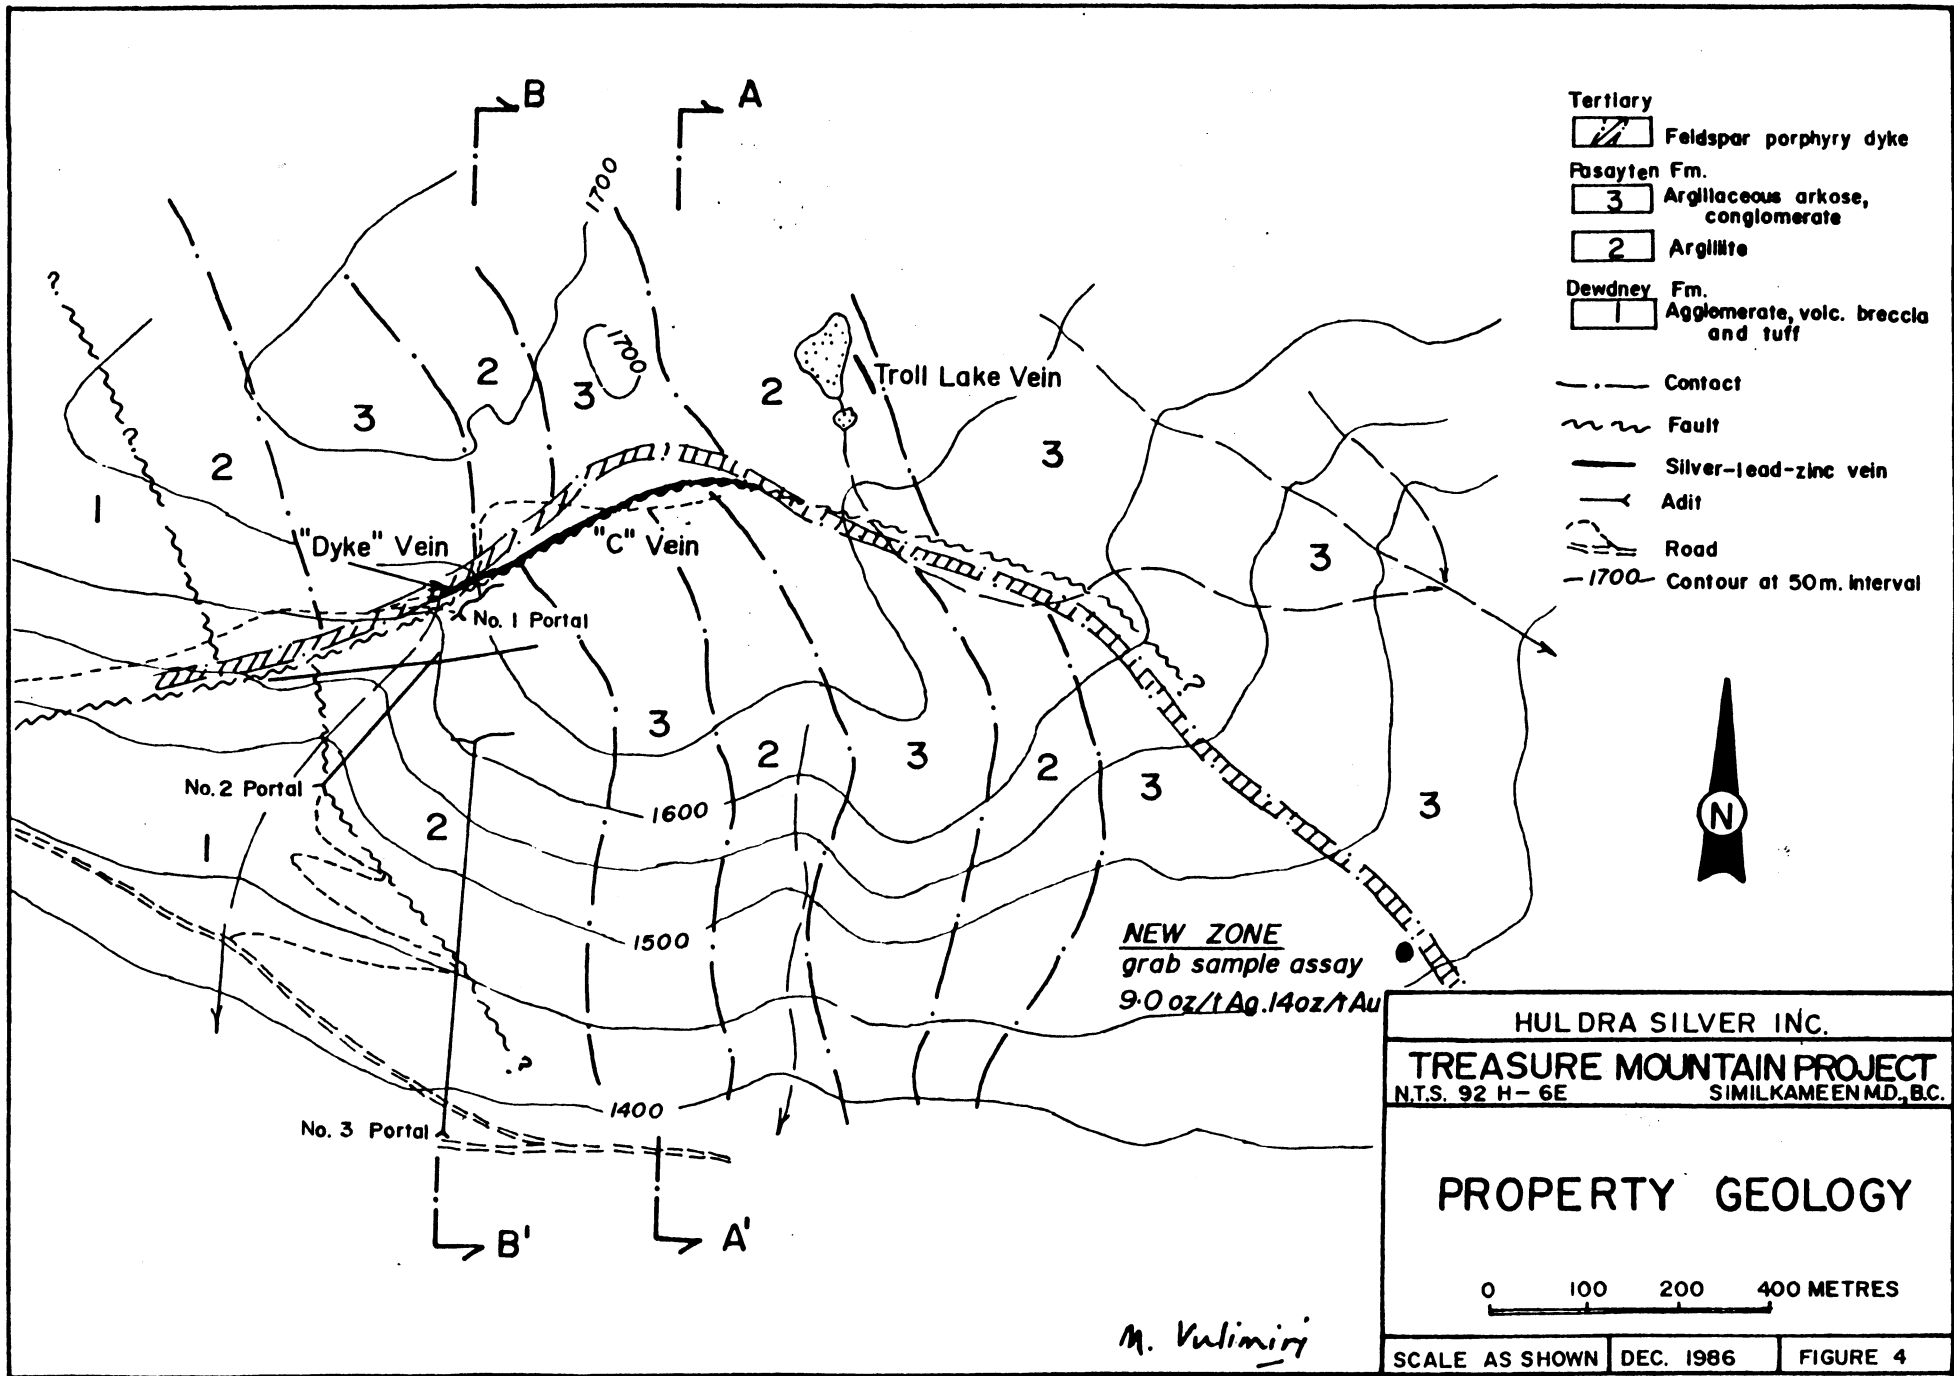 B
A
1700
Tertiary
Feldspar porphyry dyke
Pasayten Fm.
3 Argillaceous arkose,
conglomerate
2 Argillite
Dewdney Fm.
1 Agglomerate, volc. breccia
and tuff
Contact
Fault
Silver-lead-zinc vein
Adit
Road
1700 Contour at 50m. interval
?
?
1700
2
3
3
2
Troll Lake Vein
3
2
1
"Dyke" Vein
"C" Vein
3
No. 1 Portal
?
3
2
3
2
3
3
No. 2 Portal
1600
2
1
N
1500
NEW ZONE
grab sample assay
9.0 oz/t Ag .14oz/t Au
?
1400
No. 3 Portal
B'
A'
HULDRA SILVER INC.
TREASURE MOUNTAIN PROJECT
N.T.S. 92 H-6E SIMILKAMEEN M.D., B.C.
PROPERTY GEOLOGY
0 100 200 400 METRES
M. Vulimiri
SCALE AS SHOWN DEC. 1986 FIGURE 4